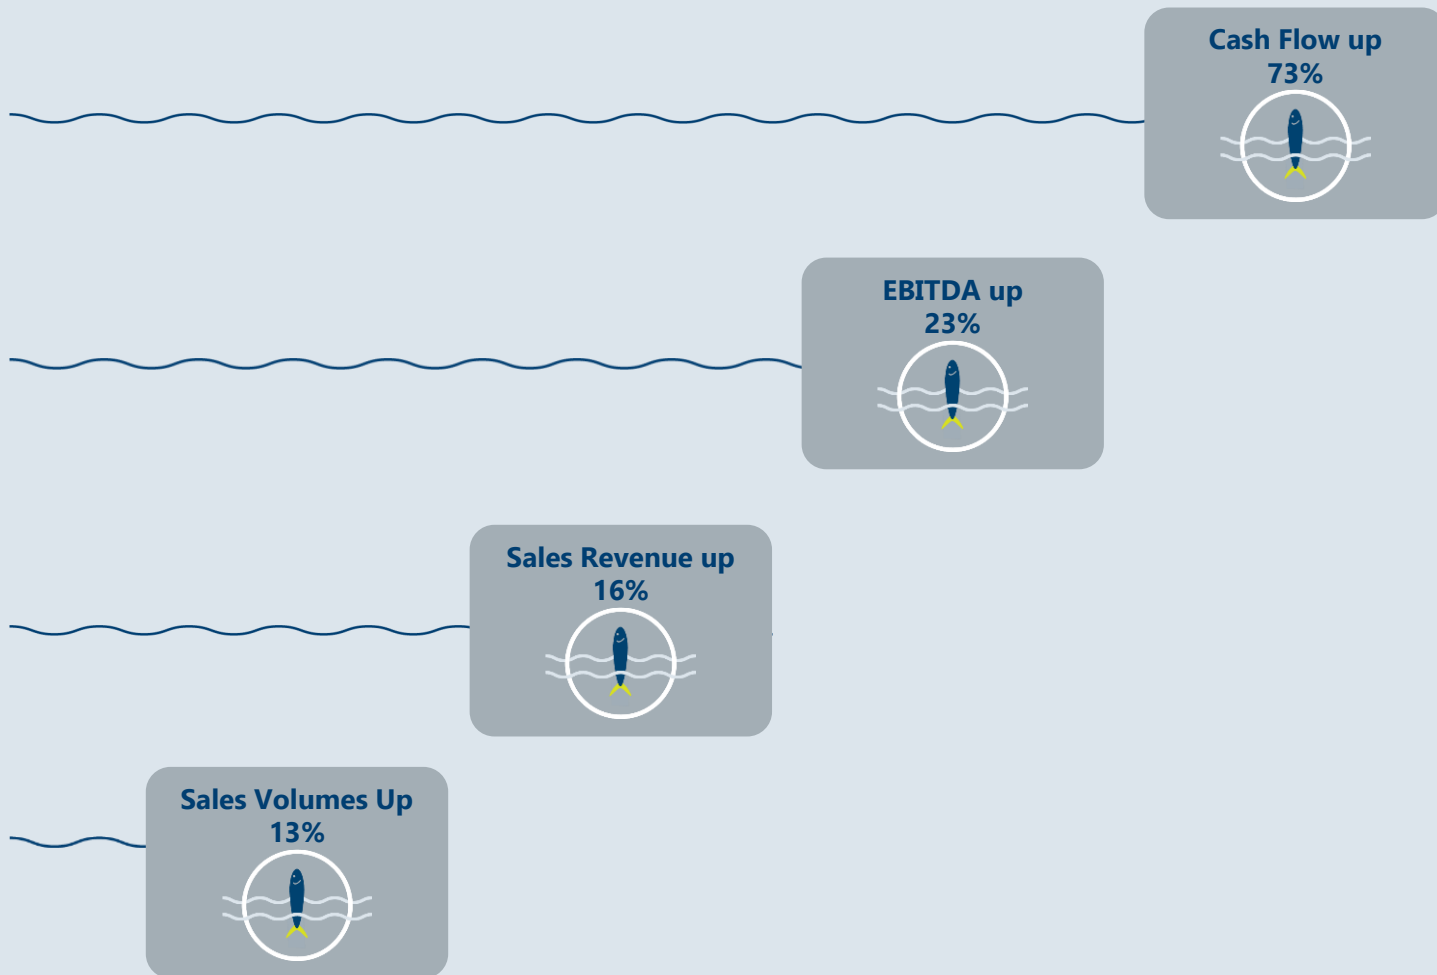 Cash Flow up
73%
EBITDA up
23%
Sales Revenue up
16%
Sales Volumes Up
13%